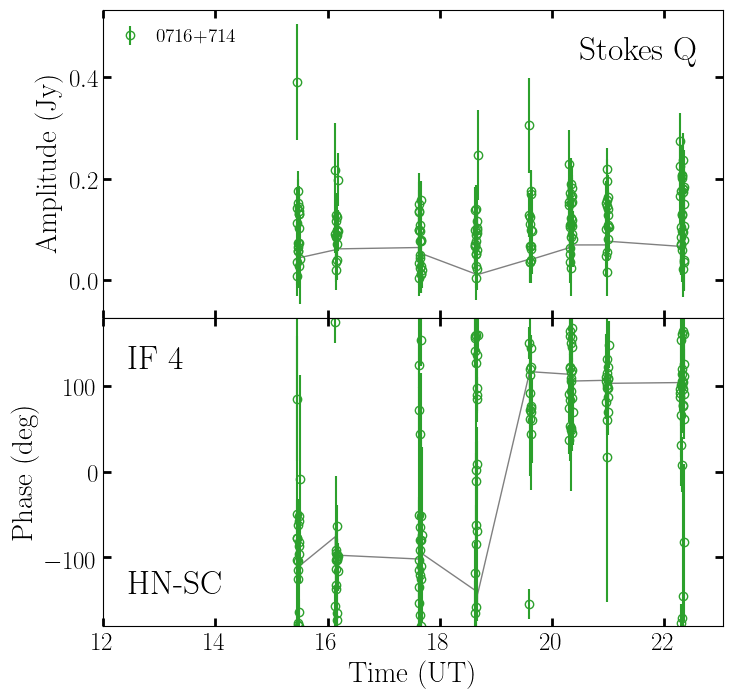 0716+714
Stokes Q
Amplitude (Jy)
0.4
0.2
0.0
IF 4
HN-SC
Phase (deg)
100
0
−100
12 14 16 18 20 22
Time (UT)